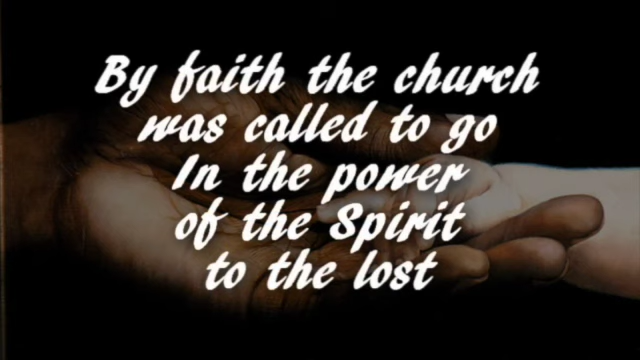 By faith the church
was called to go
In the power
of the Spirit
to the lost